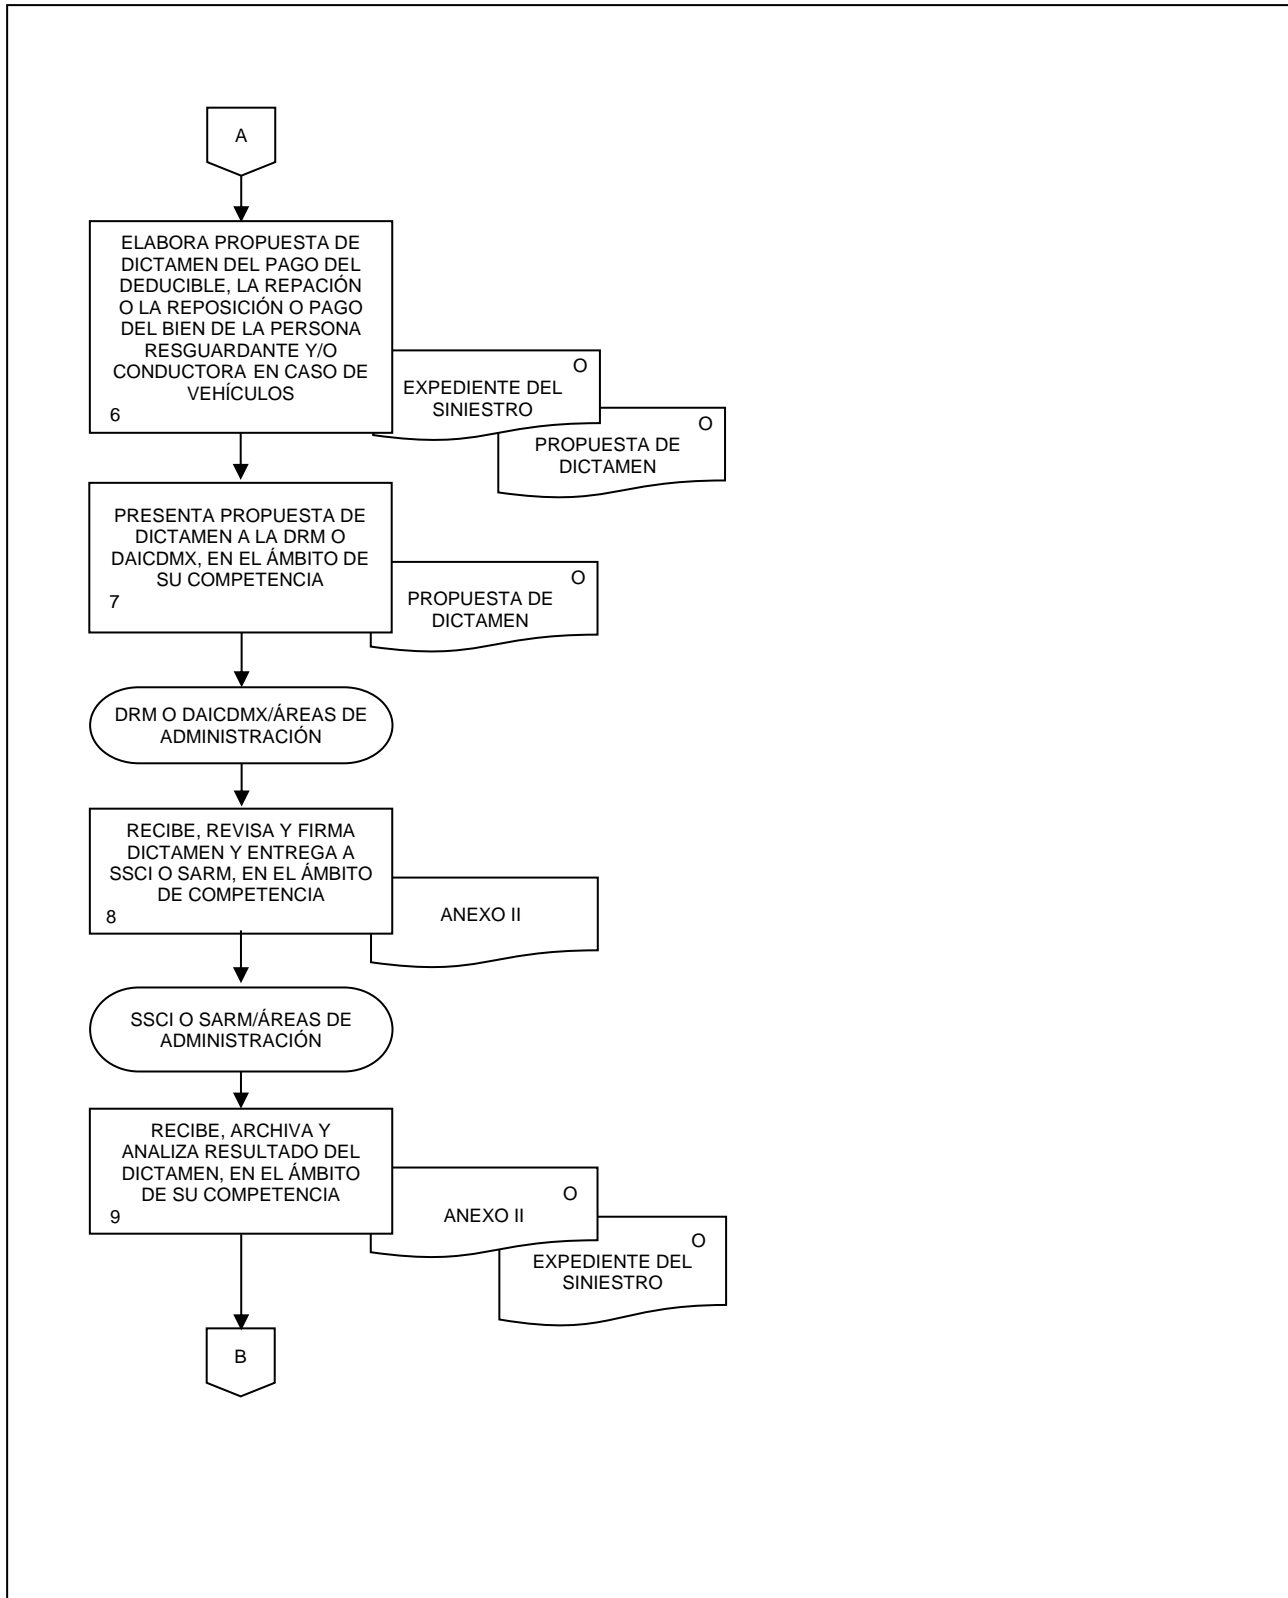 A
ELABORA PROPUESTA DE
DICTAMEN DEL PAGO DEL
DEDUCIBLE, LA REPACIÓN
O LA REPOSICIÓN O PAGO
DEL BIEN DE LA PERSONA
RESGUARDANTE Y/O
CONDUCTORA EN CASO DE
VEHÍCULOS
6
O
EXPEDIENTE DEL
SINIESTRO
O
PROPUESTA DE
DICTAMEN
PRESENTA PROPUESTA DE
DICTAMEN A LA DRM O
DAICDMX, EN EL ÁMBITO DE
SU COMPETENCIA
7
O
PROPUESTA DE
DICTAMEN
DRM O DAICDMX/ÁREAS DE
ADMINISTRACIÓN
RECIBE, REVISA Y FIRMA
DICTAMEN Y ENTREGA A
SSCI O SARM, EN EL ÁMBITO
DE COMPETENCIA
8
ANEXO II
SSCI O SARM/ÁREAS DE
ADMINISTRACIÓN
RECIBE, ARCHIVA Y
ANALIZA RESULTADO DEL
DICTAMEN, EN EL ÁMBITO
DE SU COMPETENCIA
9
O
ANEXO II
O
EXPEDIENTE DEL
SINIESTRO
B